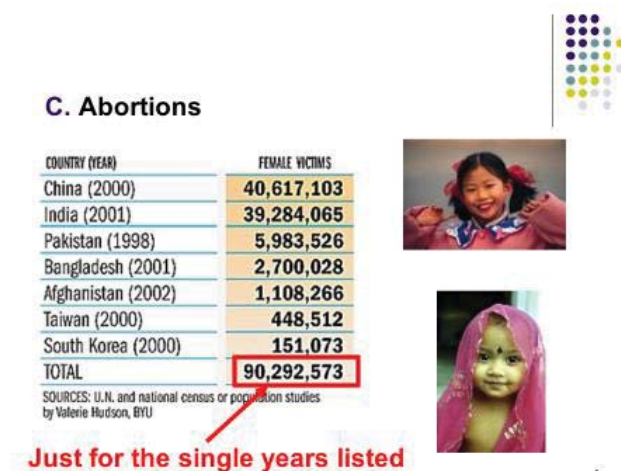 C. Abortions
COUNTRY (YEAR) FEMALE VICTIMS
China (2000) 40,617,103
India (2001) 39,284,065
Pakistan (1998) 5,983,526
Bangladesh (2001) 2,700,028
Afghanistan (2002) 1,108,266
Taiwan (2000) 448,512
South Korea (2000) 151,073
TOTAL 90,292,573
SOURCES: U.N. and national census or population studies
by Valerie Hudson, BYU
Just for the single years listed